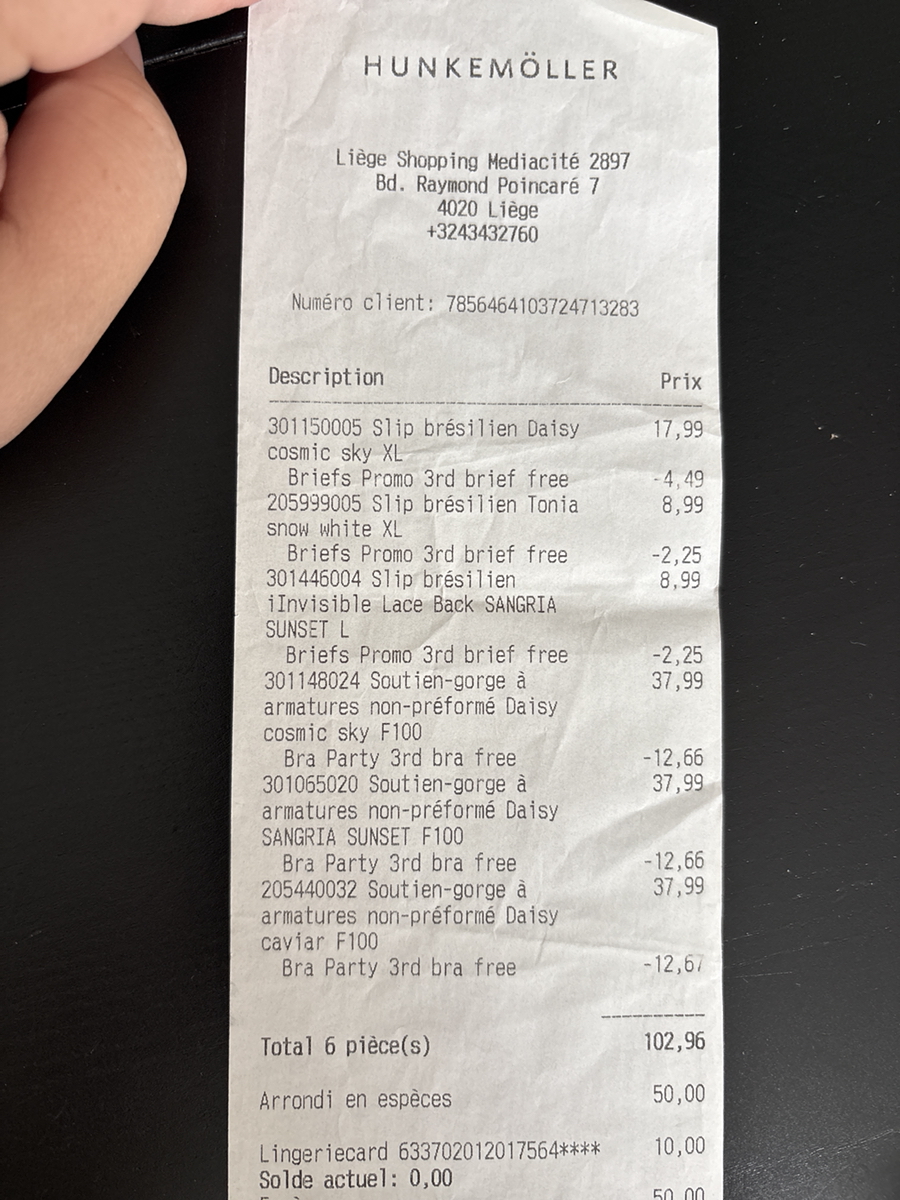 HUNKEMÖLLER
Liège Shopping Mediacité 2897
Bd. Raymond Poincaré 7
4020 Liège
+3243432760
Numéro client: 7856464103724713283
Description Prix
301150005 Slip brésilien Daisy 17,99
cosmic sky XL
Briefs Promo 3rd brief free -4,49
205999005 Slip brésilien Tonia 8,99
snow white XL
Briefs Promo 3rd brief free -2,25
301446004 Slip brésilien 8,99
iInvisible Lace Back SANGRIA
SUNSET L
Briefs Promo 3rd brief free -2,25
301148024 Soutien-gorge à 37,99
armatures non-préformé Daisy
cosmic sky F100
Bra Party 3rd bra free -12,66
301065020 Soutien-gorge à 37,99
armatures non-préformé Daisy
SANGRIA SUNSET F100
Bra Party 3rd bra free -12,66
205440032 Soutien-gorge à 37,99
armatures non-préformé Daisy
caviar F100
Bra Party 3rd bra free -12,67
Total 6 pièce(s) 102,96
Arrondi en espèces 50,00
Lingeriecard 633702012017564**** 10,00
Solde actuel: 0,00
50,00